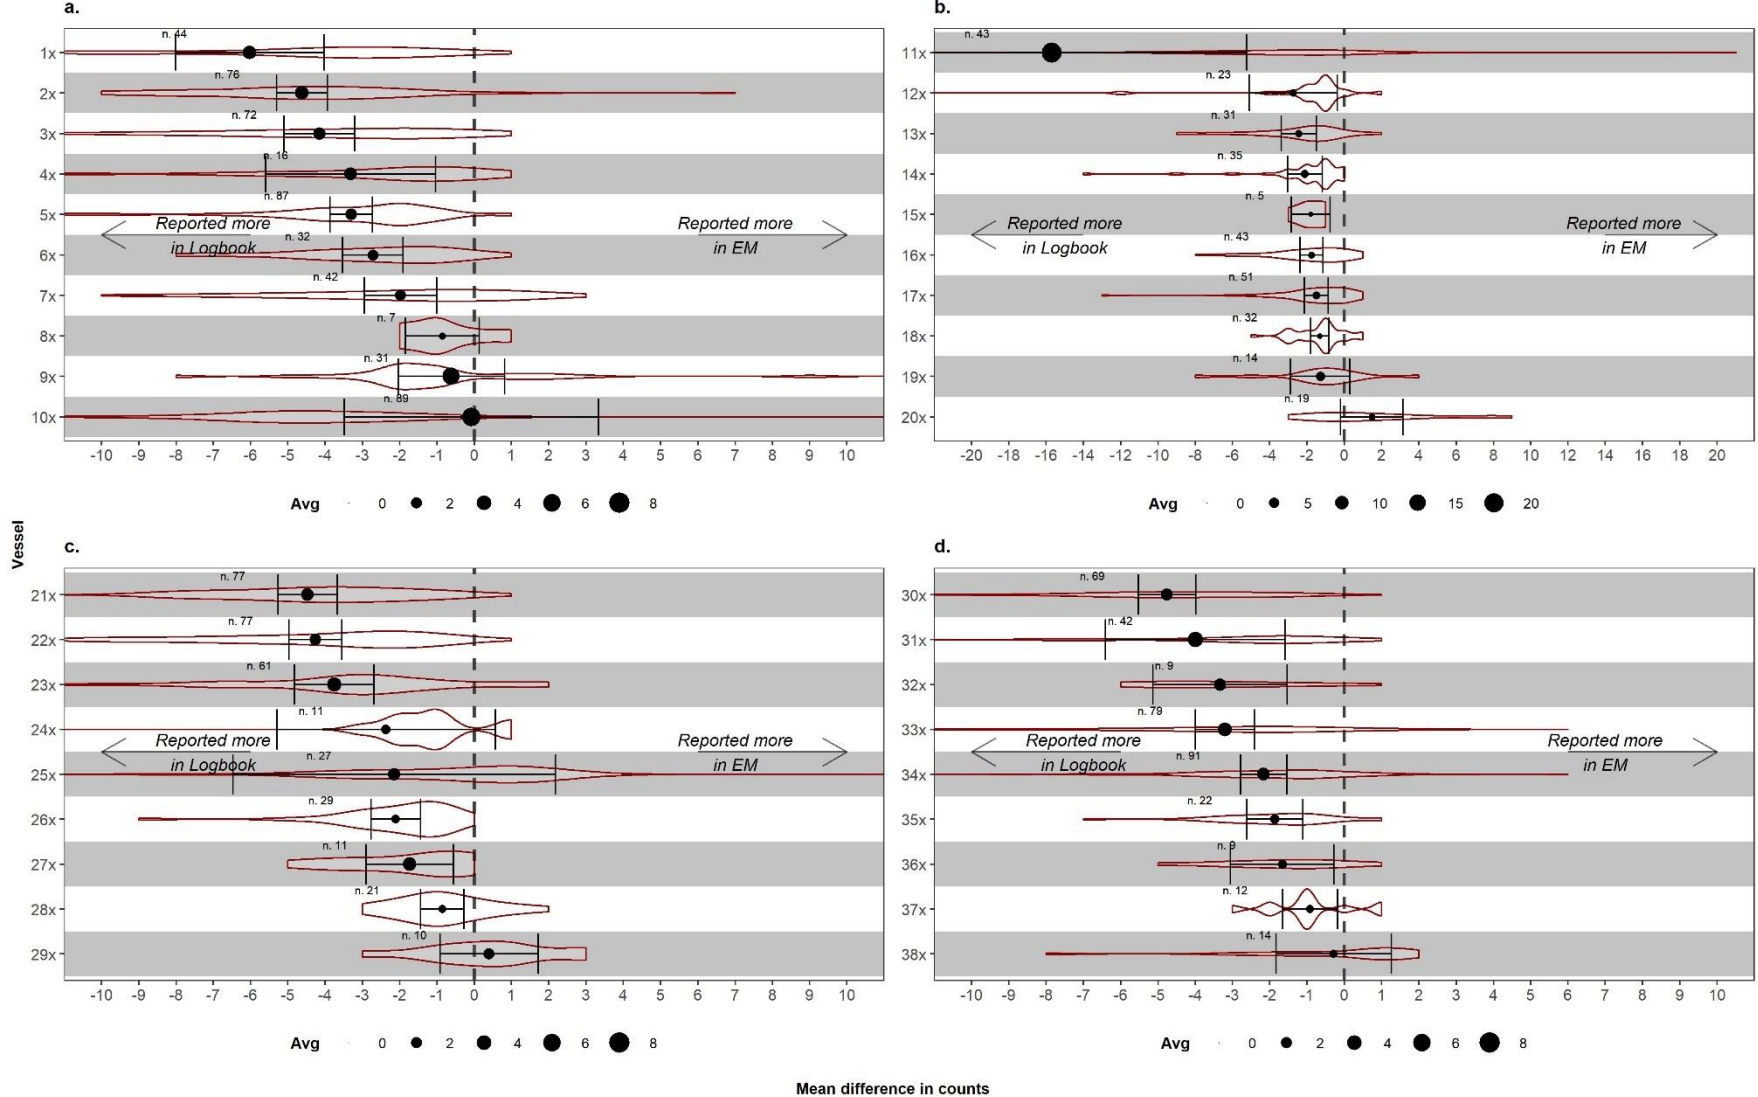 a.
n. 44
1x
n. 76
2x
n. 72
3x
n. 16
4x
n. 87
5x
Reported more
in Logbook
Reported more
in EM
n. 32
6x
n. 42
7x
n. 7
8x
n. 31
9x
n. 89
10x
-10 -9 -8 -7 -6 -5 -4 -3 -2 -1 0 1 2 3 4 5 6 7 8 9 10
Avg 0 2 4 6 8
b.
n. 43
11x
n. 23
12x
n. 31
13x
n. 35
14x
n. 5
15x
Reported more
in Logbook
Reported more
in EM
n. 43
16x
n. 51
17x
n. 32
18x
n. 14
19x
n. 19
20x
-20 -18 -16 -14 -12 -10 -8 -6 -4 -2 0 2 4 6 8 10 12 14 16 18 20
Avg 0 5 10 15 20
Vessel
c.
n. 77
21x
n. 77
22x
n. 61
23x
n. 11
24x
Reported more
in Logbook
Reported more
in EM
n. 27
25x
n. 29
26x
n. 11
27x
n. 21
28x
n. 10
29x
-10 -9 -8 -7 -6 -5 -4 -3 -2 -1 0 1 2 3 4 5 6 7 8 9 10
Avg 0 2 4 6 8
d.
n. 69
30x
n. 42
31x
n. 9
32x
n. 79
33x
Reported more
in Logbook
Reported more
in EM
n. 91
34x
n. 22
35x
n. 9
36x
n. 12
37x
n. 14
38x
-10 -9 -8 -7 -6 -5 -4 -3 -2 -1 0 1 2 3 4 5 6 7 8 9 10
Avg 0 2 4 6 8
Mean difference in counts